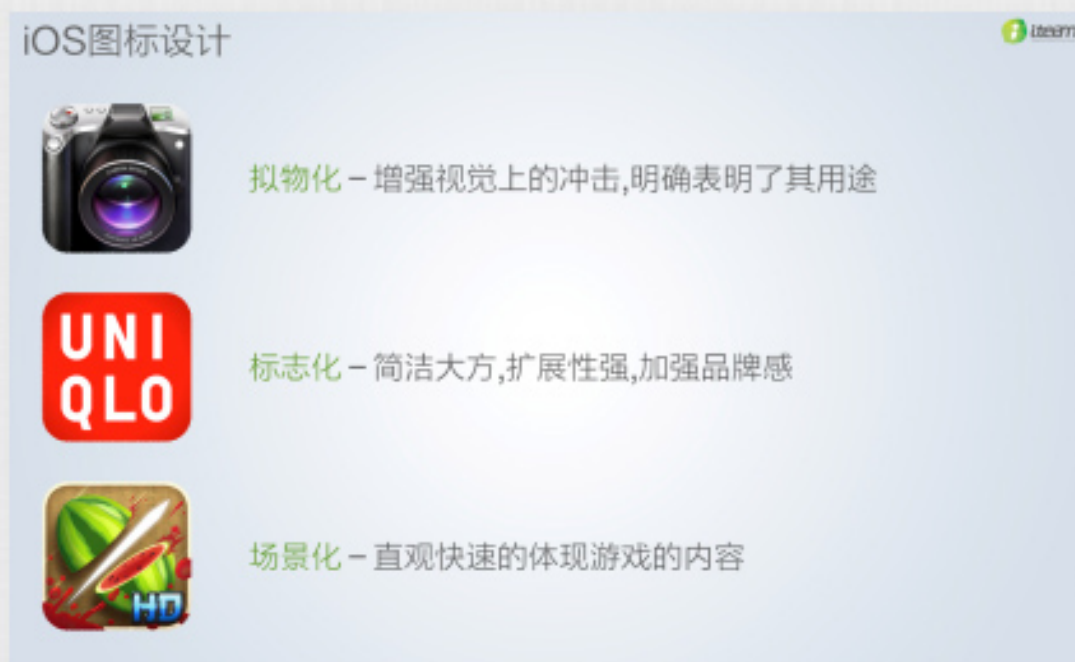 iOS图标设计
iteam
拟物化 – 增强视觉上的冲击,明确表明了其用途
UNI
QLO
标志化 – 简洁大方,扩展性强,加强品牌感
HD
场景化 – 直观快速的体现游戏的内容